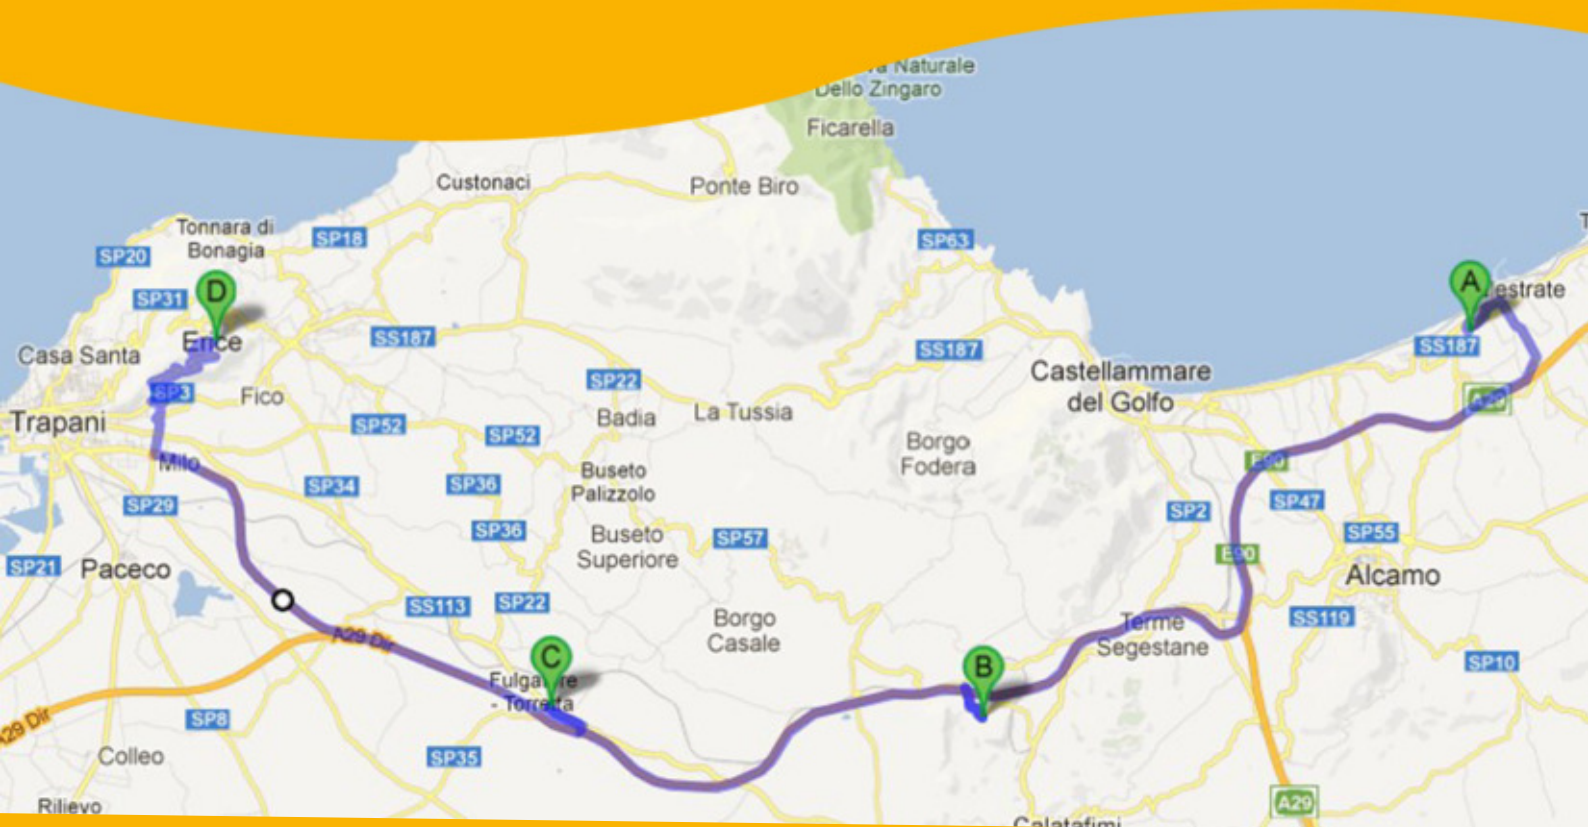 a Naturale
Dello Zingaro
Ficarella
Custonaci
Ponte Biro
Tonnara di
Bonagia
SP18
SP63
SP20
D
A
SP31
estrate
Erice
SS187
SS187
SS187
Casa Santa
Castellammare
del Golfo
SP22
SP3
Fico
A29
Badia
La Tussia
Trapani
SP52
SP52
Borgo
Fodera
Milo
E90
Buseto
Palizzolo
SP34
SP36
SP29
SP47
SP2
SP36
SP55
Buseto
Superiore
SP57
E90
SP21
Paceco
Alcamo
SS113
SP22
Borgo
Casale
SS119
Terme
Segestane
A29 Dir
C
B
SP10
- Torretta
SP8
A29 Dir
Colleo
SP35
Rilievo
A29
Calatafimi